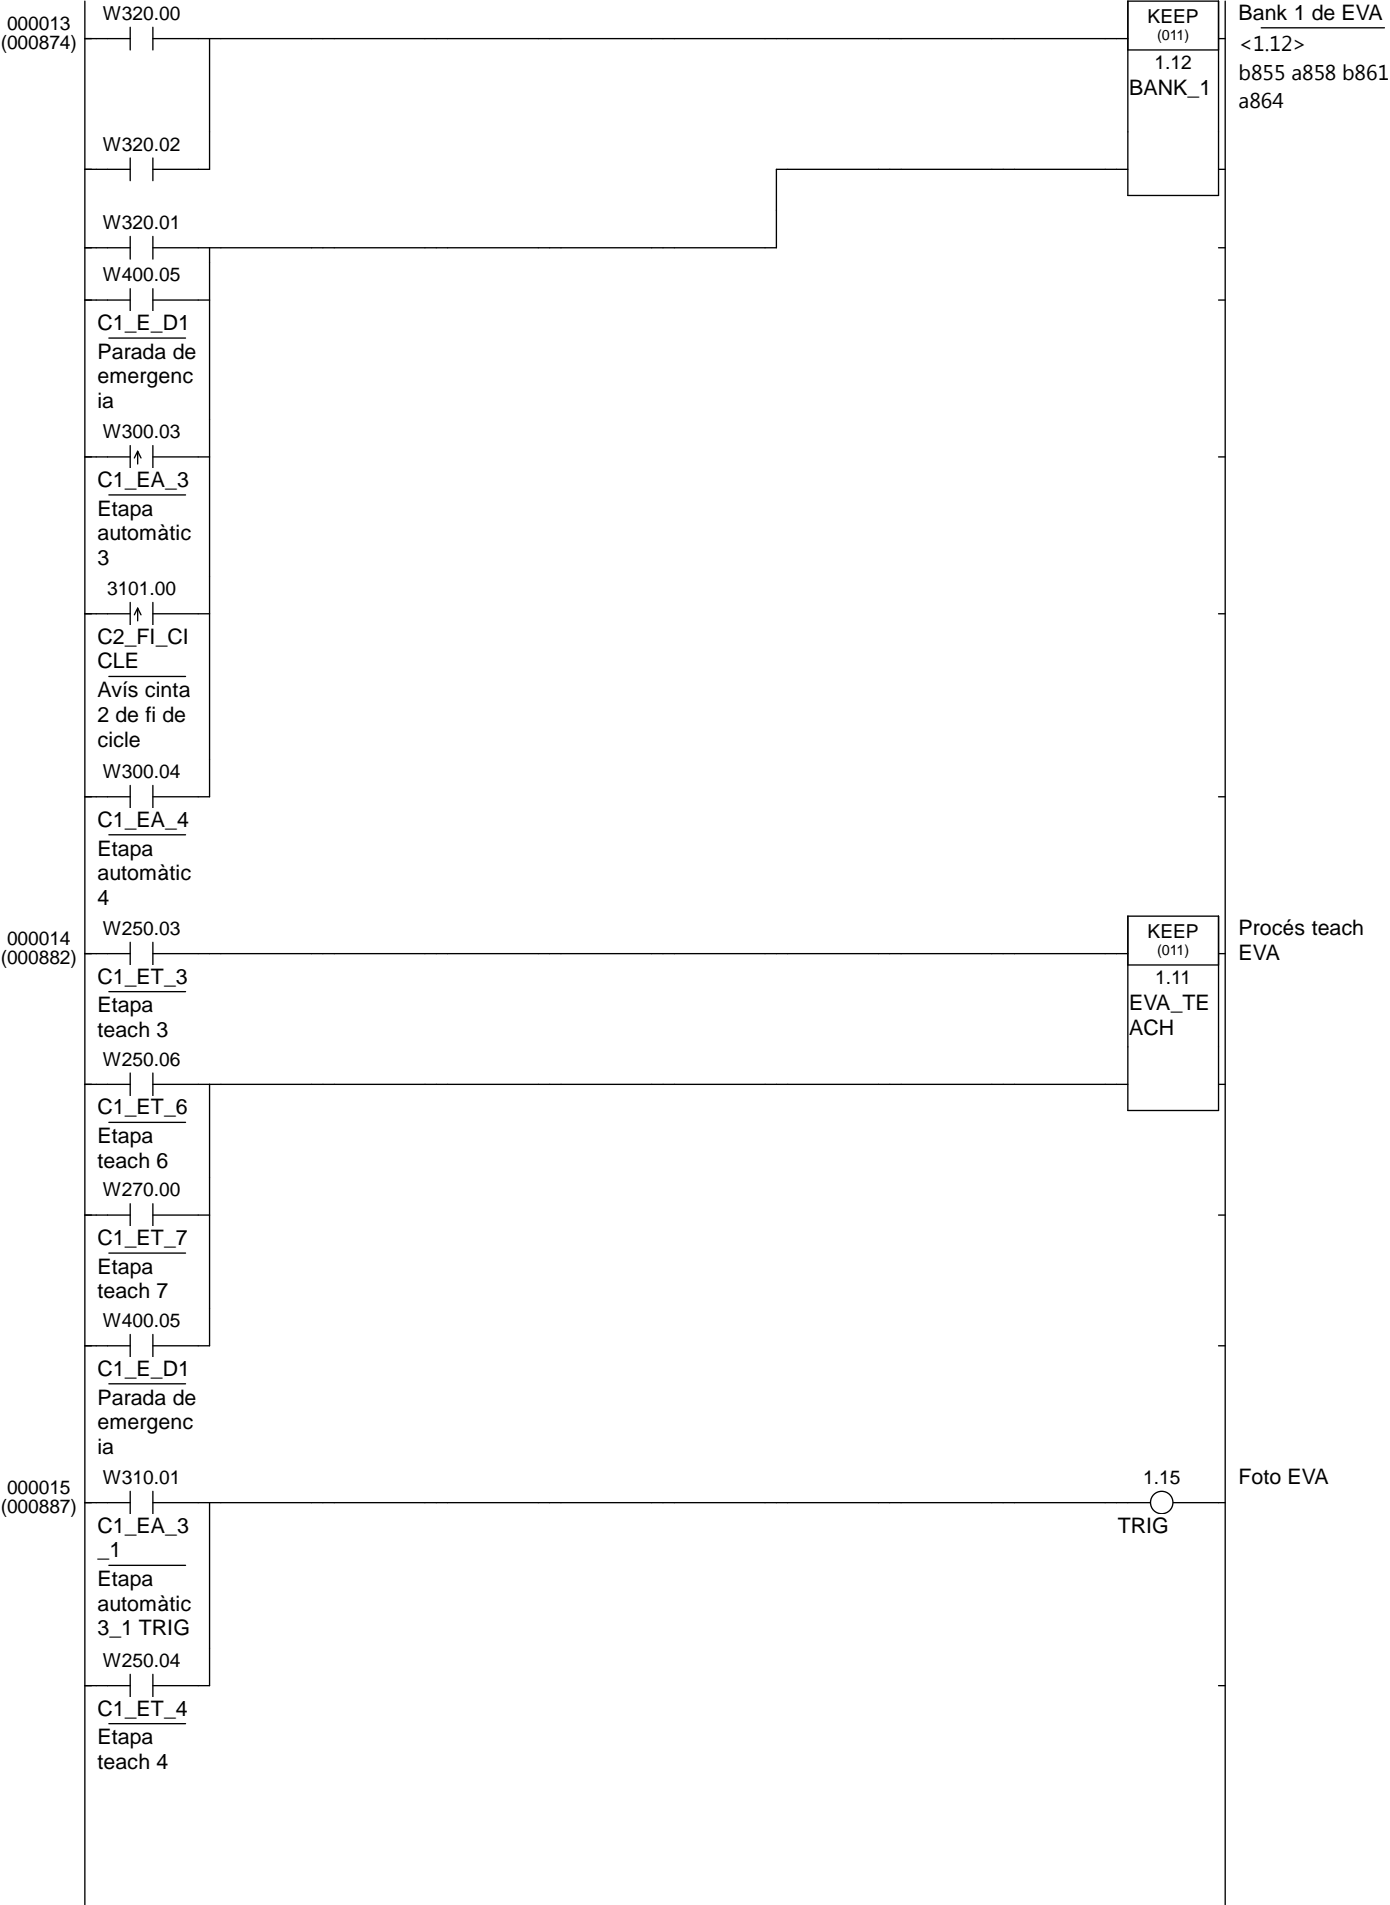 000013
(000874)
W320.00
KEEP
(011)
1.12
BANK_1
Bank 1 de EVA
<1.12>
b855 a858 b861
a864
W320.02
W320.01
W400.05
C1_E_D1
Parada de
emergenc
ia
W300.03
C1_EA_3
Etapa
automàtic
3
3101.00
C2_FI_CI
CLE
Avís cinta
2 de fi de
cicle
W300.04
C1_EA_4
Etapa
automàtic
4
000014
(000882)
W250.03
C1_ET_3
Etapa
teach 3
KEEP
(011)
1.11
EVA_TE
ACH
Procés teach
EVA
W250.06
C1_ET_6
Etapa
teach 6
W270.00
C1_ET_7
Etapa
teach 7
W400.05
C1_E_D1
Parada de
emergenc
ia
000015
(000887)
W310.01
C1_EA_3
_1
Etapa
automàtic
3_1 TRIG
1.15
TRIG
Foto EVA
W250.04
C1_ET_4
Etapa
teach 4